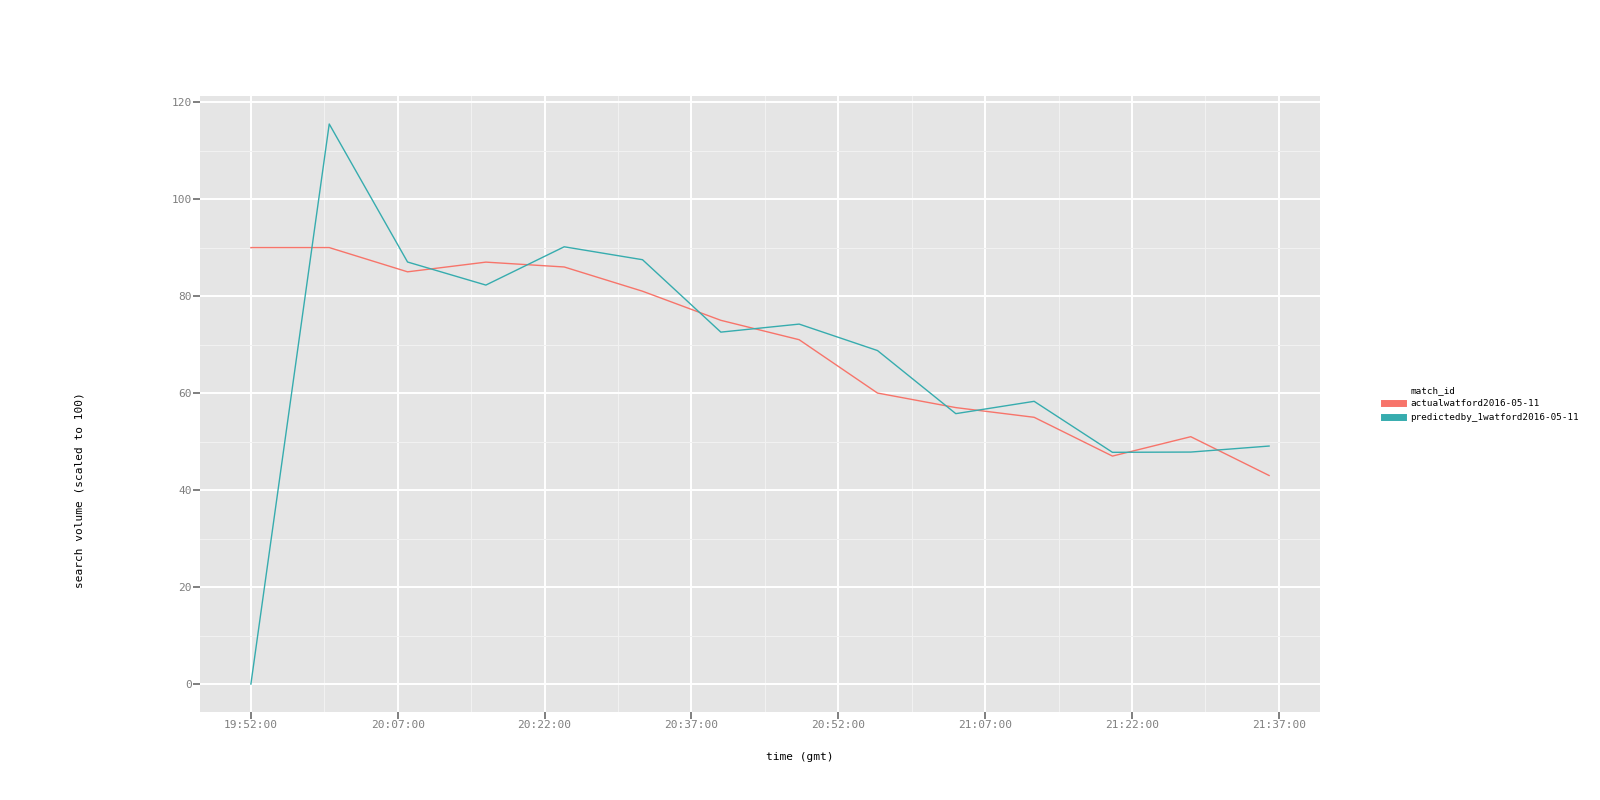 120
100
80
60
40
20
0
search volume (scaled to 100)
19:52:00 20:07:00 20:22:00 20:37:00 20:52:00 21:07:00 21:22:00 21:37:00
time (gmt)
match_id
actualwatford2016-05-11
predictedby_1watford2016-05-11